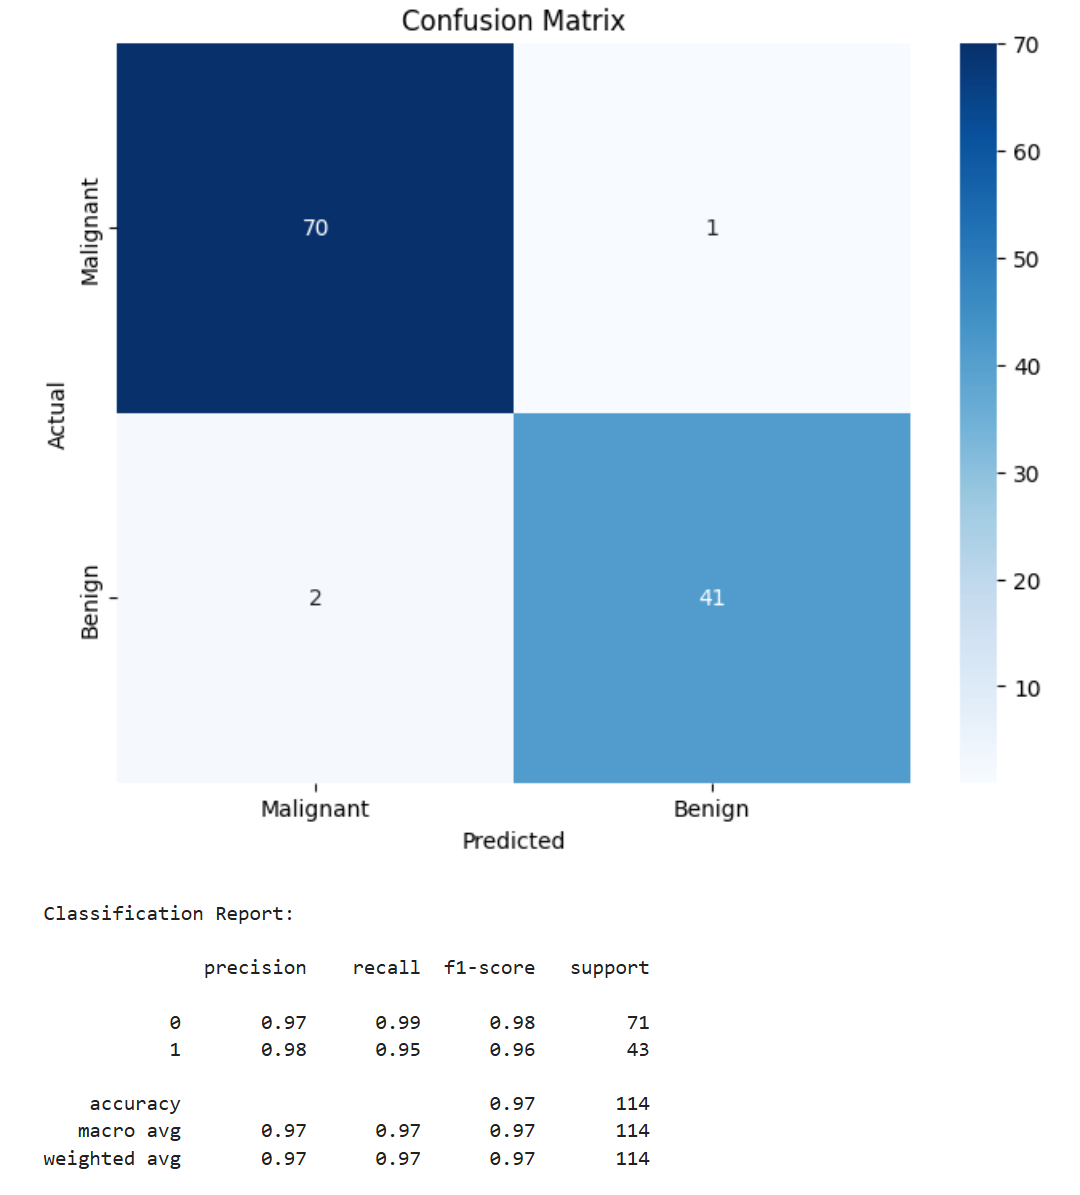 Confusion Matrix
70
60
50
40
30
20
10
Actual
Malignant
Benign
70
1
2
41
Malignant
Benign
Predicted
Classification Report:
precision recall f1-score support
0 0.97 0.99 0.98 71
1 0.98 0.95 0.96 43
accuracy 0.97 114
macro avg 0.97 0.97 0.97 114
weighted avg 0.97 0.97 0.97 114